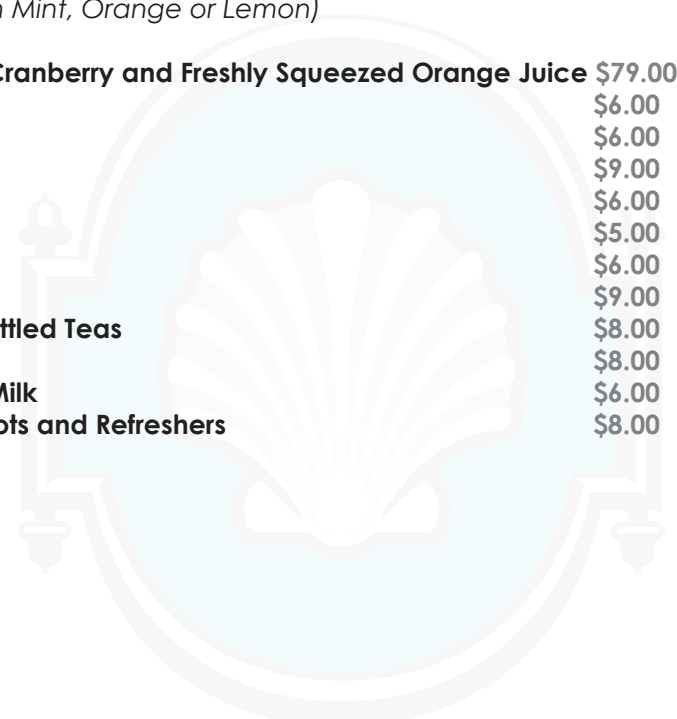 n Mint, Orange or Lemon)
Cranberry and Freshly Squeezed Orange Juice $79.00
$6.00
$6.00
$9.00
$6.00
$5.00
$6.00
$9.00
ttled Teas $8.00
$8.00
Milk $6.00
ots and Refreshers $8.00